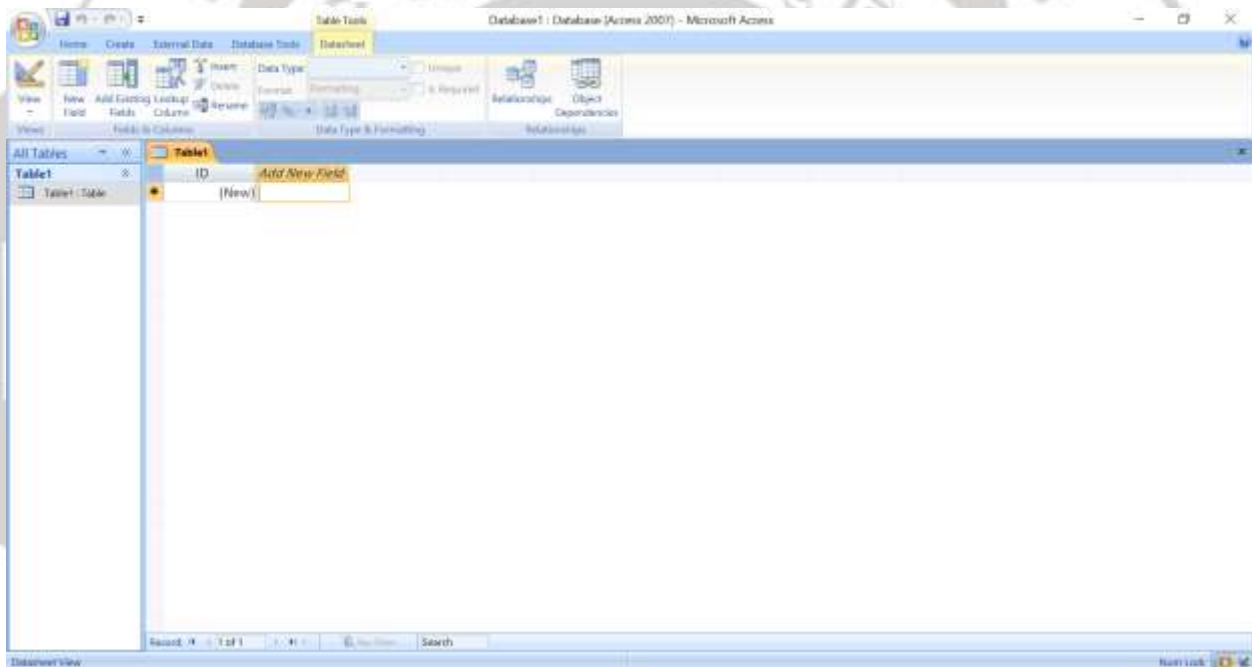 Table Tools
Database1 : Database (Access 2007) - Microsoft Access
Home Create External Data Database Tools Datasheet
View
New Field
Add Existing Fields
Lookup Column
Insert
Delete
Rename
Data Type:
Format: Formatting
Unique
Is Required
Relationships
Object Dependencies
Views
Fields & Columns
Data Type & Formatting
Relationships
All Tables
Table1
Table1
ID Add New Field
Table1 : Table
(New)
Record: 1 of 1
Search
Datasheet View
Num Lock